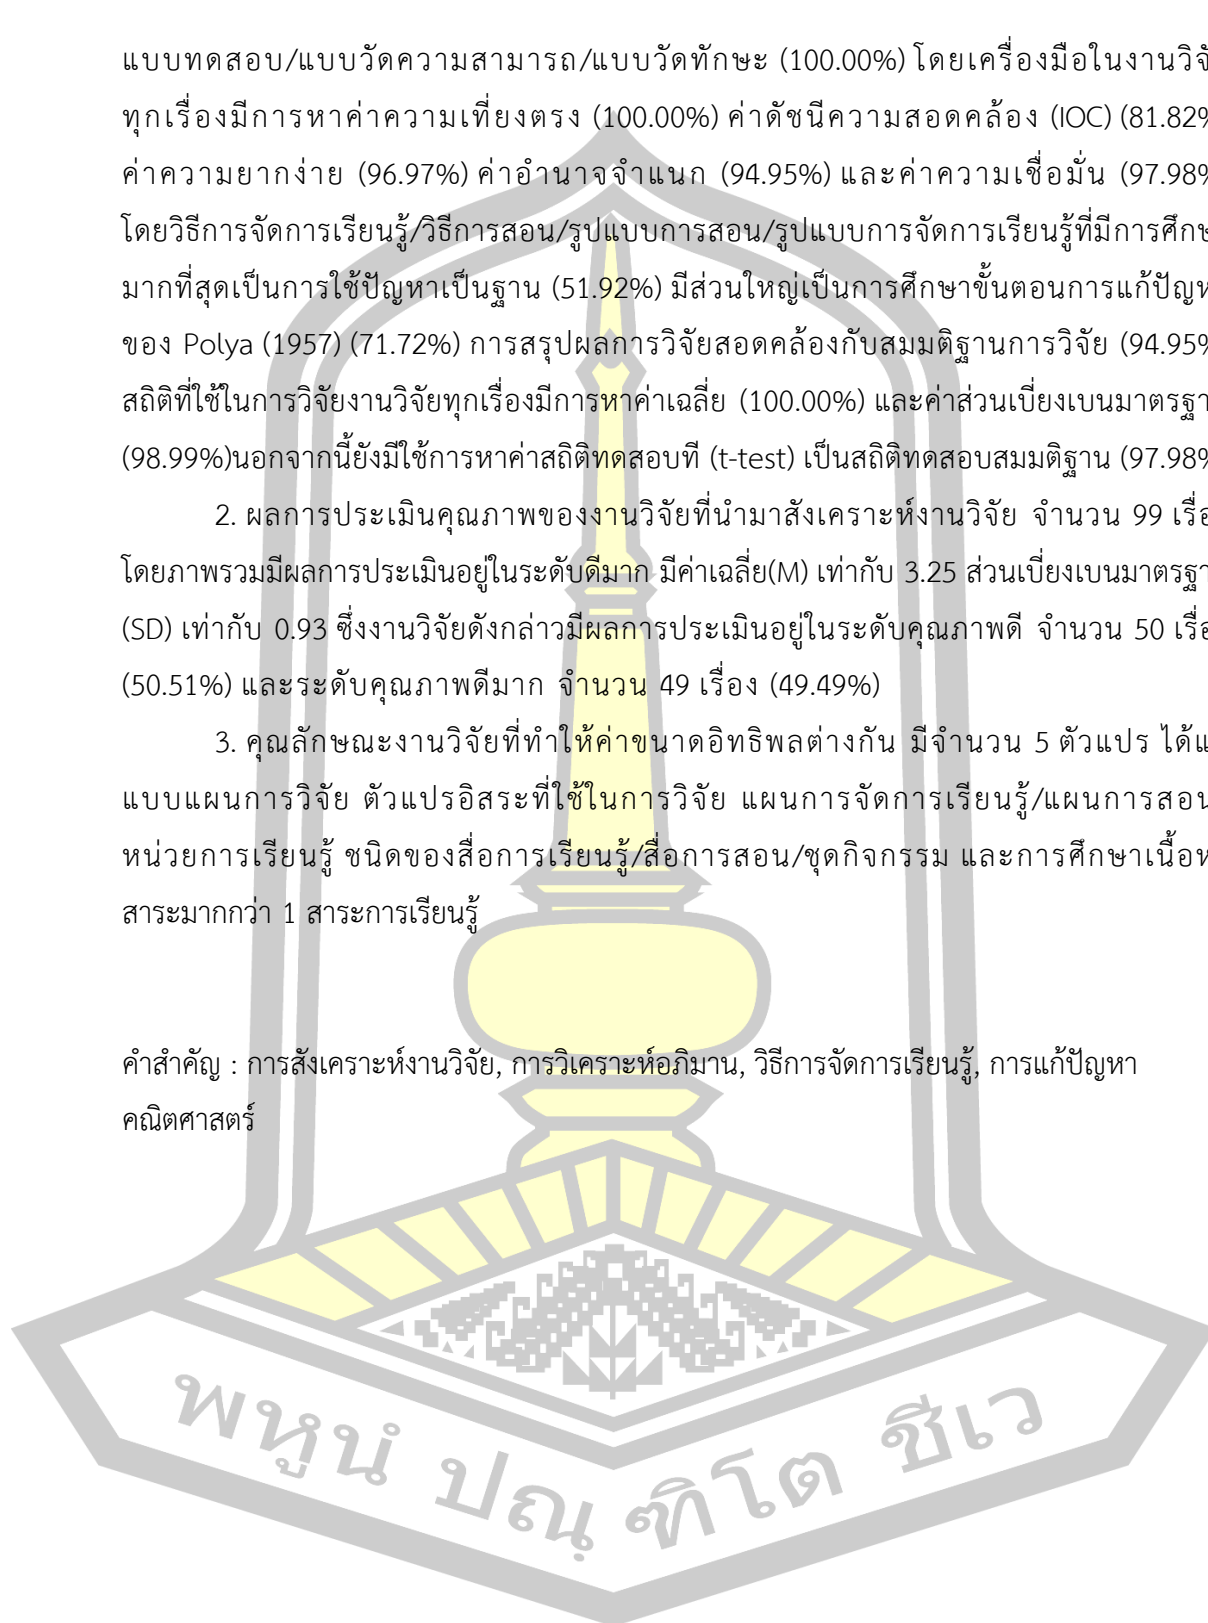 แบบทดสอบ/แบบวัดความสามารถ/แบบวัดทักษะ (100.00%) โดยเครื่องมือในงานวิจั
ทุกเรื่องมีการหาค่าความเที่ยงตรง (100.00%) ค่าดัชนีความสอดคล้อง (IOC) (81.82%
ค่าความยากง่าย (96.97%) ค่าอำนาจจำแนก (94.95%) และค่าความเชื่อมั่น (97.98%
โดยวิธีการจัดการเรียนรู้/วิธีการสอน/รูปแบบการสอน/รูปแบบการจัดการเรียนรู้ที่มีการศึกษ
มากที่สุดเป็นการใช้ปัญหาเป็นฐาน (51.92%) มีส่วนใหญ่เป็นการศึกษาขั้นตอนการแก้ปัญห
ของ Polya (1957) (71.72%) การสรุปผลการวิจัยสอดคล้องกับสมมติฐานการวิจัย (94.95%
สถิติที่ใช้ในการวิจัยงานวิจัยทุกเรื่องมีการหาค่าเฉลี่ย (100.00%) และค่าส่วนเบี่ยงเบนมาตรฐา
(98.99%)นอกจากนี้ยังมีใช้การหาค่าสถิติทดสอบที (t-test) เป็นสถิติทดสอบสมมติฐาน (97.98%
2. ผลการประเมินคุณภาพของงานวิจัยที่นำมาสังเคราะห์งานวิจัย จำนวน 99 เรื่อ
โดยภาพรวมมีผลการประเมินอยู่ในระดับดีมาก มีค่าเฉลี่ย(M) เท่ากับ 3.25 ส่วนเบี่ยงเบนมาตรฐา
(SD) เท่ากับ 0.93 ซึ่งงานวิจัยดังกล่าวมีผลการประเมินอยู่ในระดับคุณภาพดี จำนวน 50 เรื่อ
(50.51%) และระดับคุณภาพดีมาก จำนวน 49 เรื่อง (49.49%)
3. คุณลักษณะงานวิจัยที่ทำให้ค่าขนาดอิทธิพลต่างกัน มีจำนวน 5 ตัวแปร ได้แ
แบบแผนการวิจัย ตัวแปรอิสระที่ใช้ในการวิจัย แผนการจัดการเรียนรู้/แผนการสอน
หน่วยการเรียนรู้ ชนิดของสื่อการเรียนรู้/สื่อการสอน/ชุดกิจกรรม และการศึกษาเนื้อห
สาระมากกว่า 1 สาระการเรียนรู้
คำสำคัญ : การสังเคราะห์งานวิจัย, การวิเคราะห์อภิมาน, วิธีการจัดการเรียนรู้, การแก้ปัญหา
คณิตศาสตร์
พหูนํ ปณฺฑิโต ชีเว